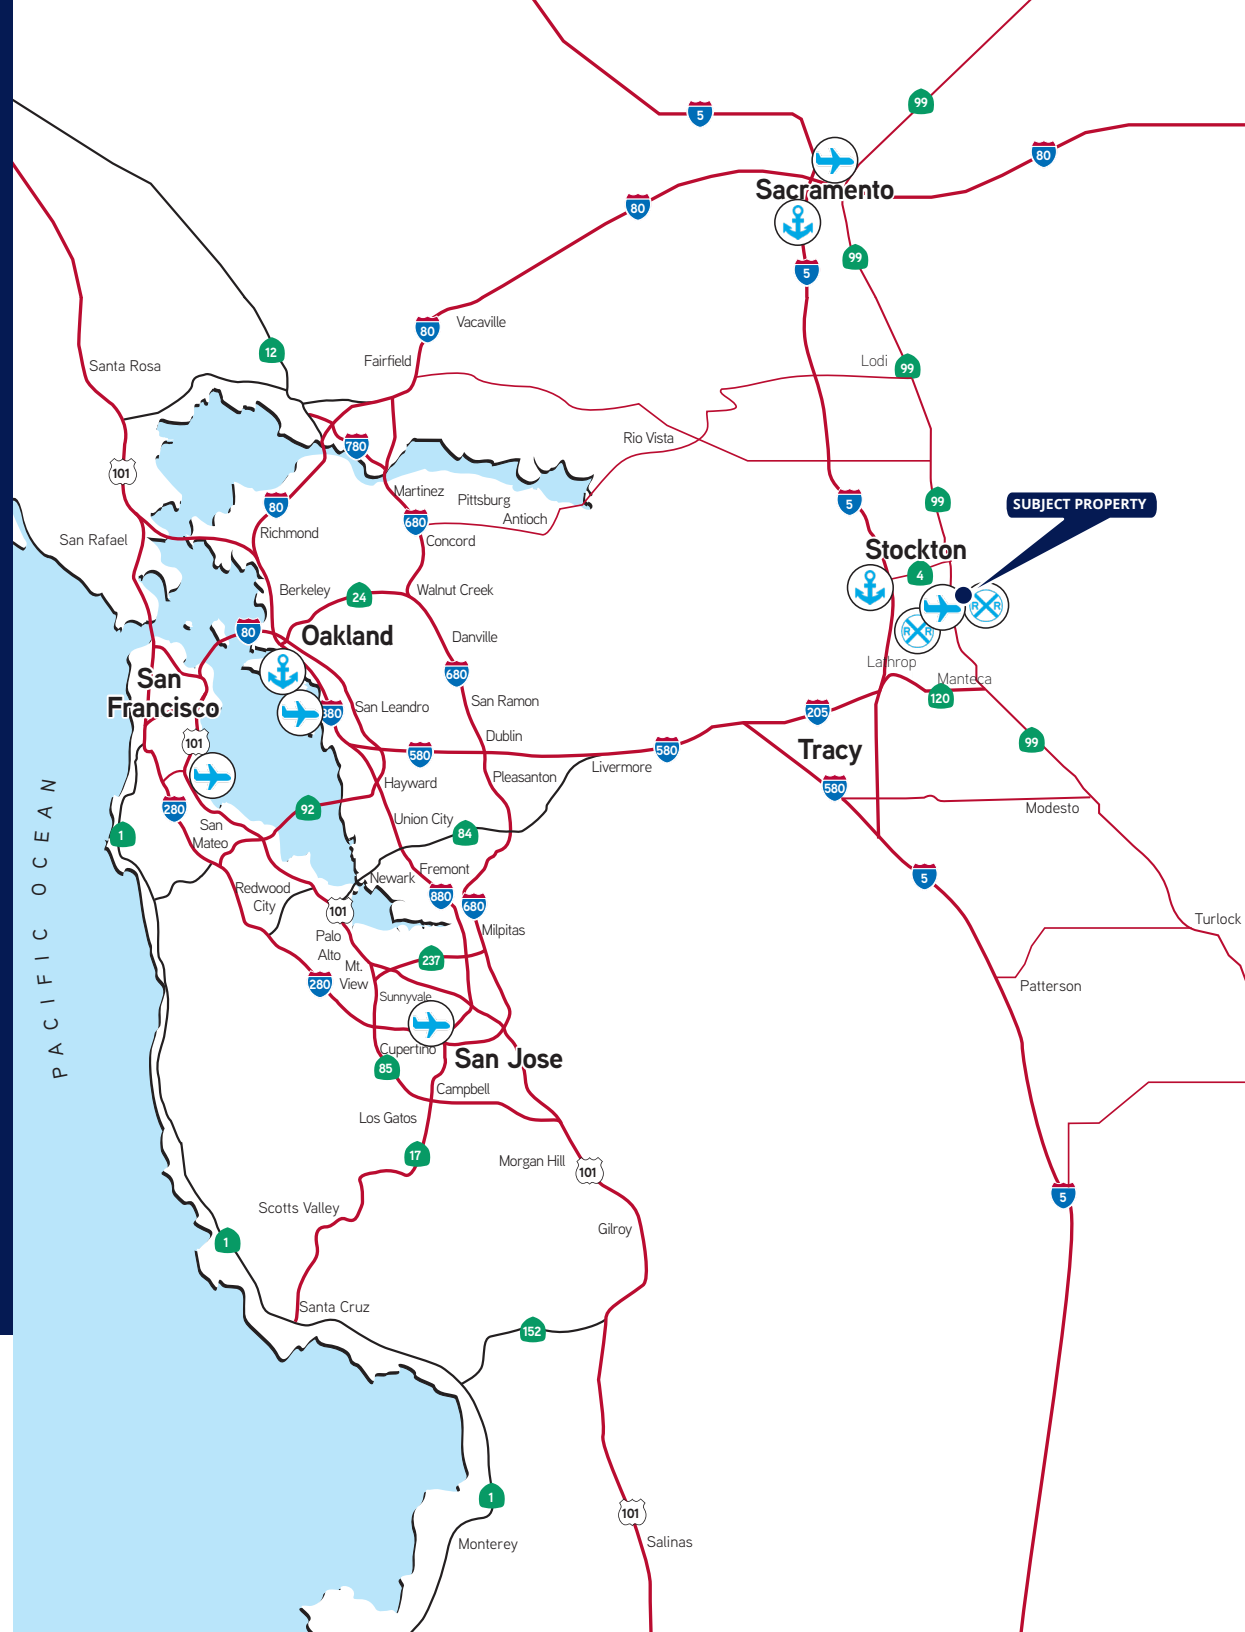 99
5
80
Sacramento
80
99
5
Vacaville
80
12
Fairfield
Lodi
99
Santa Rosa
Rio Vista
780
101
Martinez
Pittsburg
80
5
99
SUBJECT PROPERTY
Antioch
680
Richmond
San Rafael
Concord
Stockton
4
Berkeley
24
Walnut Creek
R R
R R
80
Oakland
Danville
Lathrop
680
San
Francisco
Manteca
120
San Ramon
San Leandro
880
205
Dublin
101
580
580
Tracy
99
Livermore
Pleasanton
Hayward
580
280
92
Modesto
Union City
San
Mateo
84
1
PACIFIC OCEAN
Fremont
Newark
5
Redwood
City
880
680
101
Turlock
Milpitas
Palo
Alto
237
Mt.
View
280
Patterson
Sunnyvale
Cupertino
San Jose
85
Campbell
Los Gatos
17
Morgan Hill
101
5
Scotts Valley
Gilroy
1
Santa Cruz
152
1
101
Monterey
Salinas